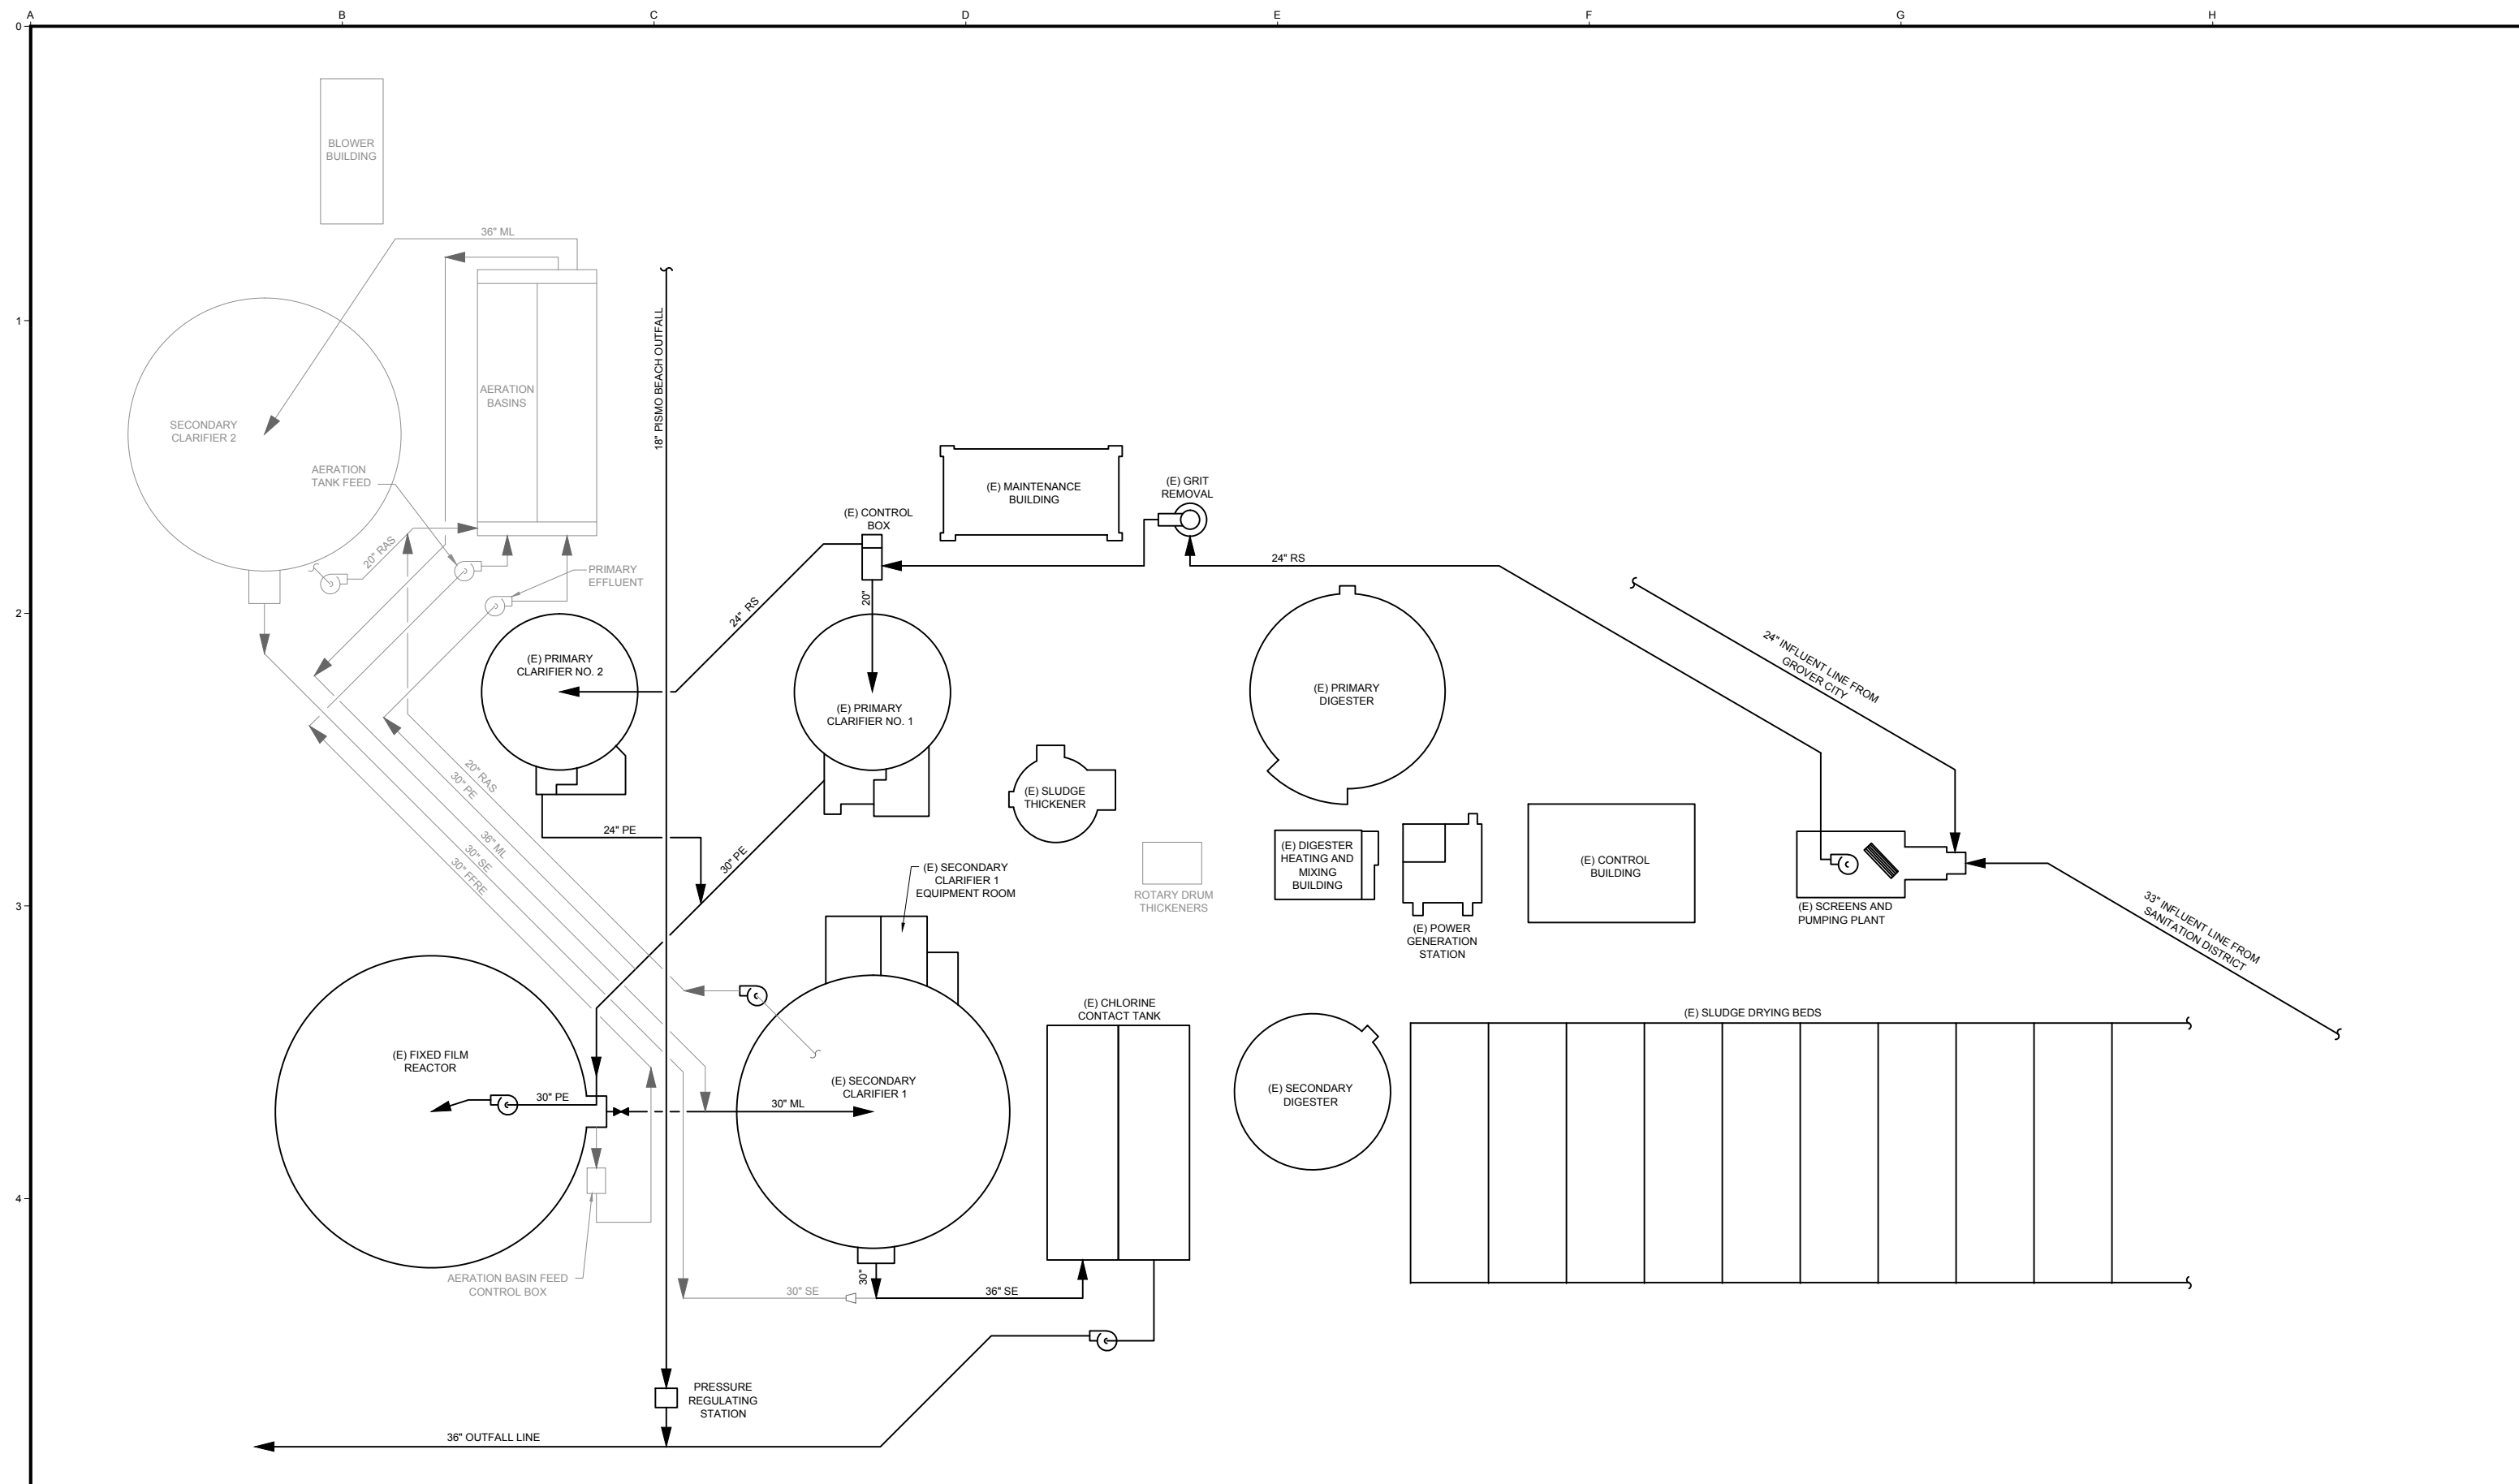 A
B
C
D
E
F
G
H
0
1
2
3
4
BLOWER
BUILDING
36" ML
18" PISMO BEACH OUTFALL
AERATION
BASINS
SECONDARY
CLARIFIER 2
AERATION
TANK FEED
20" RAS
PRIMARY
EFFLUENT
(E) MAINTENANCE
BUILDING
(E) GRIT
REMOVAL
(E) CONTROL
BOX
24" RS
20"
24" RS
24" INFLUENT LINE FROM
GROVER CITY
(E) PRIMARY
CLARIFIER NO. 2
(E) PRIMARY
CLARIFIER NO. 1
(E) PRIMARY
DIGESTER
20" RAS
30" PE
36" ML
30" SE
30" FFRE
24" PE
30" PE
(E) SLUDGE
THICKENER
(E) SECONDARY
CLARIFIER 1
EQUIPMENT ROOM
ROTARY DRUM
THICKENERS
(E) DIGESTER
HEATING AND
MIXING
BUILDING
(E) POWER
GENERATION
STATION
(E) CONTROL
BUILDING
(E) SCREENS AND
PUMPING PLANT
33" INFLUENT LINE FROM
SANITATION DISTRICT
(E) FIXED FILM
REACTOR
30" PE
30" ML
(E) SECONDARY
CLARIFIER 1
(E) CHLORINE
CONTACT TANK
(E) SECONDARY
DIGESTER
(E) SLUDGE DRYING BEDS
AERATION BASIN FEED
CONTROL BOX
30" SE
30"
36" SE
PRESSURE
REGULATING
STATION
36" OUTFALL LINE